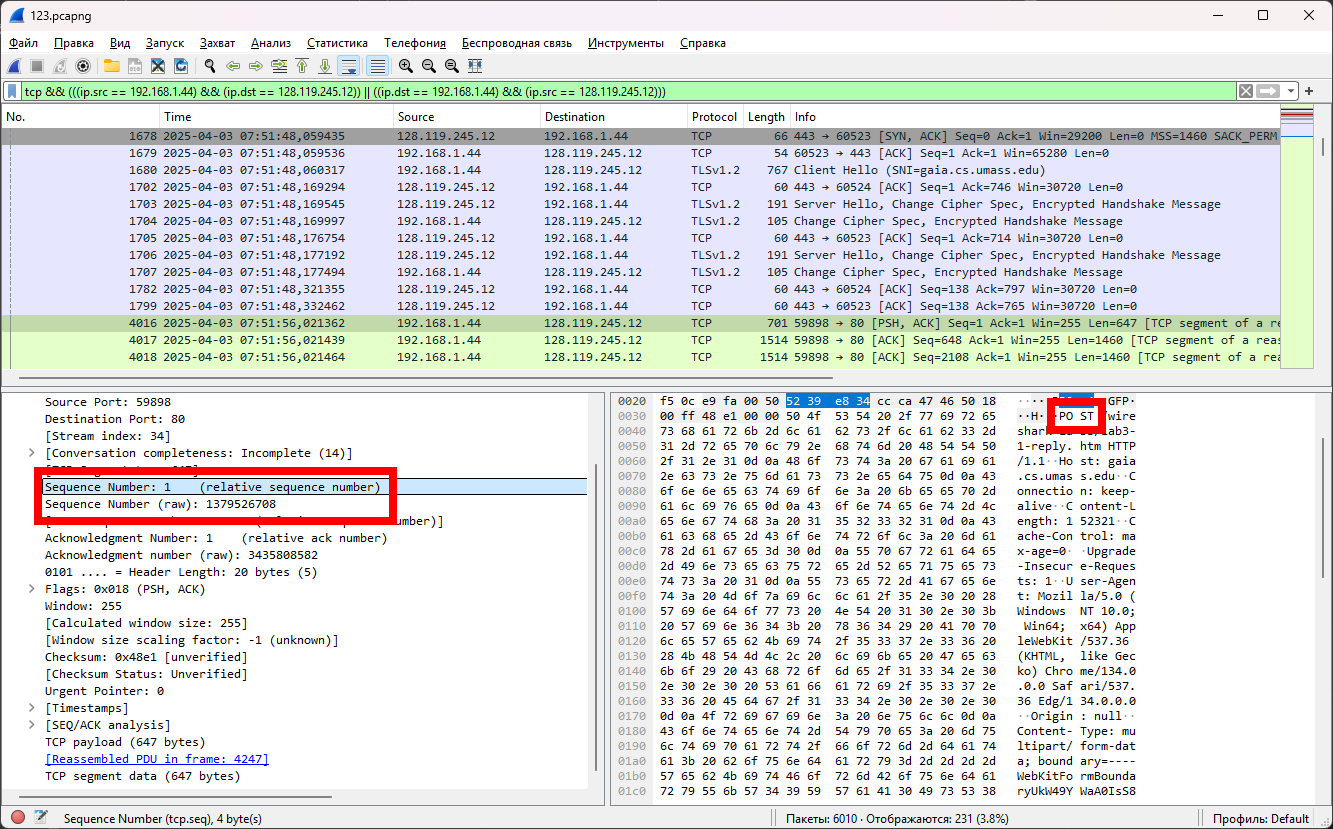 123.pcapng
Файл Правка Вид Запуск Захват Анализ Статистика Телефония Беспроводная связь Инструменты Справка
tcp && (((ip.src == 192.168.1.44) && (ip.dst == 128.119.245.12)) || ((ip.dst == 192.168.1.44) && (ip.src == 128.119.245.12)))
No. Time Source Destination Protocol Length Info
1678 2025-04-03 07:51:48,059435 128.119.245.12 192.168.1.44 TCP 66 443 → 60523 [SYN, ACK] Seq=0 Ack=1 Win=29200 Len=0 MSS=1460 SACK_PERM
1679 2025-04-03 07:51:48,059536 192.168.1.44 128.119.245.12 TCP 54 60523 → 443 [ACK] Seq=1 Ack=1 Win=65280 Len=0
1680 2025-04-03 07:51:48,060317 192.168.1.44 128.119.245.12 TLSv1.2 767 Client Hello (SNI=gaia.cs.umass.edu)
1702 2025-04-03 07:51:48,169294 128.119.245.12 192.168.1.44 TCP 60 443 → 60524 [ACK] Seq=1 Ack=746 Win=30720 Len=0
1703 2025-04-03 07:51:48,169545 128.119.245.12 192.168.1.44 TLSv1.2 191 Server Hello, Change Cipher Spec, Encrypted Handshake Message
1704 2025-04-03 07:51:48,169997 192.168.1.44 128.119.245.12 TLSv1.2 105 Change Cipher Spec, Encrypted Handshake Message
1705 2025-04-03 07:51:48,176754 128.119.245.12 192.168.1.44 TCP 60 443 → 60523 [ACK] Seq=1 Ack=714 Win=30720 Len=0
1706 2025-04-03 07:51:48,177192 128.119.245.12 192.168.1.44 TLSv1.2 191 Server Hello, Change Cipher Spec, Encrypted Handshake Message
1707 2025-04-03 07:51:48,177494 192.168.1.44 128.119.245.12 TLSv1.2 105 Change Cipher Spec, Encrypted Handshake Message
1782 2025-04-03 07:51:48,321355 128.119.245.12 192.168.1.44 TCP 60 443 → 60524 [ACK] Seq=138 Ack=797 Win=30720 Len=0
1799 2025-04-03 07:51:48,332462 128.119.245.12 192.168.1.44 TCP 60 443 → 60523 [ACK] Seq=138 Ack=765 Win=30720 Len=0
4016 2025-04-03 07:51:56,021362 192.168.1.44 128.119.245.12 TCP 701 59898 → 80 [PSH, ACK] Seq=1 Ack=1 Win=255 Len=647 [TCP segment of a re
4017 2025-04-03 07:51:56,021439 192.168.1.44 128.119.245.12 TCP 1514 59898 → 80 [ACK] Seq=648 Ack=1 Win=255 Len=1460 [TCP segment of a reas
4018 2025-04-03 07:51:56,021464 192.168.1.44 128.119.245.12 TCP 1514 59898 → 80 [ACK] Seq=2108 Ack=1 Win=255 Len=1460 [TCP segment of a rea
Source Port: 59898
Destination Port: 80
[Stream index: 34]
[Conversation completeness: Incomplete (14)]
Sequence Number: 1 (relative sequence number)
Sequence Number (raw): 1379526708
umber)]
Acknowledgment Number: 1 (relative ack number)
Acknowledgment number (raw): 3435808582
0101 .... = Header Length: 20 bytes (5)
Flags: 0x018 (PSH, ACK)
Window: 255
[Calculated window size: 255]
[Window size scaling factor: -1 (unknown)]
Checksum: 0x48e1 [unverified]
[Checksum Status: Unverified]
Urgent Pointer: 0
[Timestamps]
[SEQ/ACK analysis]
TCP payload (647 bytes)
[Reassembled PDU in frame: 4247]
TCP segment data (647 bytes)
0020 f5 0c e9 fa 00 50 52 39 e8 34 cc ca 47 46 50 18 GFP·
0030 00 ff 48 e1 00 00 50 4f 53 54 20 2f 77 69 72 65 ··H· PO ST /wire
0040 73 68 61 72 6b 2d 6c 61 62 73 2f 6c 61 62 33 2d shar ab3-
0050 31 2d 72 65 70 6c 79 2e 68 74 6d 20 48 54 54 50 1-reply. htm HTTP
0060 2f 31 2e 31 0d 0a 48 6f 73 74 3a 20 67 61 69 61 /1.1··Ho st: gaia
0070 2e 63 73 2e 75 6d 61 73 73 2e 65 64 75 0d 0a 43 .cs.umas s.edu··C
0080 6f 6e 6e 65 63 74 69 6f 6e 3a 20 6b 65 65 70 2d onnectio n: keep-
0090 61 6c 69 76 65 0d 0a 43 6f 6e 74 65 6e 74 2d 4c alive··C ontent-L
00a0 65 6e 67 74 68 3a 20 31 35 32 33 32 31 0d 0a 43 ength: 1 52321··C
00b0 61 63 68 65 2d 43 6f 6e 74 72 6f 6c 3a 20 6d 61 ache-Con trol: ma
00c0 78 2d 61 67 65 3d 30 0d 0a 55 70 67 72 61 64 65 x-age=0· ·Upgrade
00d0 2d 49 6e 73 65 63 75 72 65 2d 52 65 71 75 65 73 -Insecur e-Reques
00e0 74 73 3a 20 31 0d 0a 55 73 65 72 2d 41 67 65 6e ts: 1··U ser-Agen
00f0 74 3a 20 4d 6f 7a 69 6c 6c 61 2f 35 2e 30 20 28 t: Mozil la/5.0 (
0100 57 69 6e 64 6f 77 73 20 4e 54 20 31 30 2e 30 3b Windows NT 10.0;
0110 20 57 69 6e 36 34 3b 20 78 36 34 29 20 41 70 70 Win64; x64) App
0120 6c 65 57 65 62 4b 69 74 2f 35 33 37 2e 33 36 20 leWebKit /537.36
0130 28 4b 48 54 4d 4c 2c 20 6c 69 6b 65 20 47 65 63 (KHTML, like Gec
0140 6b 6f 29 20 43 68 72 6f 6d 65 2f 31 33 34 2e 30 ko) Chro me/134.0
0150 2e 30 2e 30 20 53 61 66 61 72 69 2f 35 33 37 2e .0.0 Saf ari/537.
0160 33 36 20 45 64 67 2f 31 33 34 2e 30 2e 30 2e 30 36 Edg/1 34.0.0.0
0170 0d 0a 4f 72 69 67 69 6e 3a 20 6e 75 6c 6c 0d 0a ··Origin : null··
0180 43 6f 6e 74 65 6e 74 2d 54 79 70 65 3a 20 6d 75 Content- Type: mu
0190 6c 74 69 70 61 72 74 2f 66 6f 72 6d 2d 64 61 74 ltipart/ form-dat
01a0 61 3b 20 62 6f 75 6e 64 61 72 79 3d 2d 2d 2d 2d a; bound ary=----
01b0 57 65 62 4b 69 74 46 6f 72 6d 42 6f 75 6e 64 61 WebKitFo rmBounda
01c0 72 79 55 6b 57 34 39 59 57 61 41 30 49 73 53 38 ryUkW49Y WaA0IsS8
Sequence Number (tcp.seq), 4 byte(s)
Пакеты: 6010 · Отображаются: 231 (3.8%)
Профиль: Default